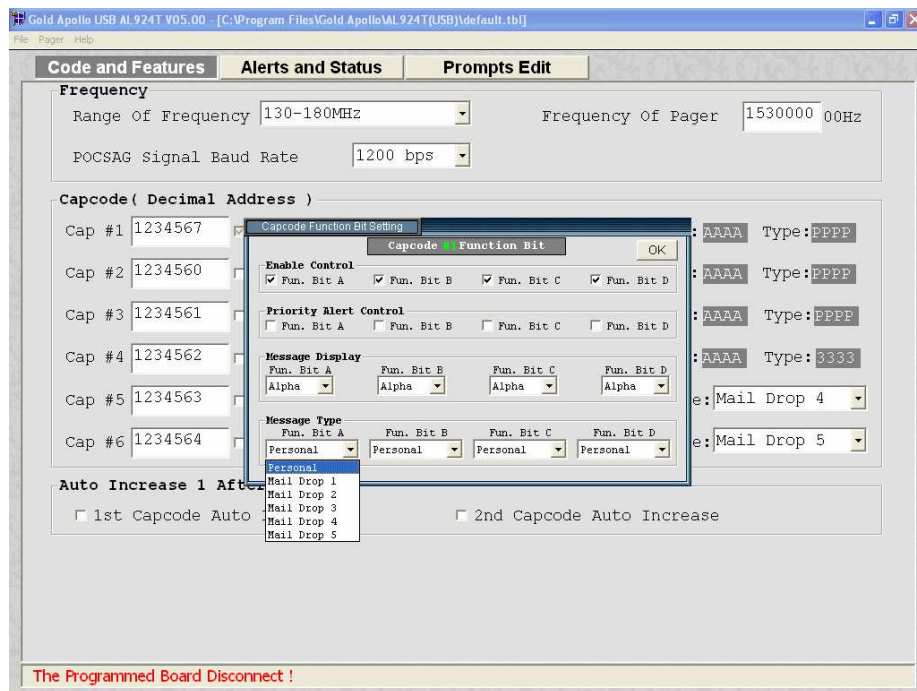 Gold Apollo USB AL924T V05.00 - [C:\Program Files\Gold Apollo\AL924T(USB)\default.tbl]
File Pager Help
Code and Features Alerts and Status Prompts Edit
Frequency
Range Of Frequency 130-180MHz Frequency Of Pager 1530000 00Hz
POCSAG Signal Baud Rate 1200 bps
Capcode( Decimal Address )
Cap #1 1234567 : AAAA Type:PPPP
Cap #2 1234560 : AAAA Type:PPPP
Cap #3 1234561 : AAAA Type:PPPP
Cap #4 1234562 : AAAA Type:3333
Cap #5 1234563 e: Mail Drop 4
Cap #6 1234564 e: Mail Drop 5
Capcode Function Bit Setting
Capcode #1 Function Bit OK
Enable Control
Fun. Bit A Fun. Bit B Fun. Bit C Fun. Bit D
Priority Alert Control
Fun. Bit A Fun. Bit B Fun. Bit C Fun. Bit D
Message Display
Fun. Bit A Fun. Bit B Fun. Bit C Fun. Bit D
Alpha Alpha Alpha Alpha
Message Type
Fun. Bit A Fun. Bit B Fun. Bit C Fun. Bit D
Personal Personal Personal Personal
Personal
Mail Drop 1
Mail Drop 2
Mail Drop 3
Mail Drop 4
Mail Drop 5
Auto Increase 1 Afte
1st Capcode Auto 2nd Capcode Auto Increase
The Programmed Board Disconnect !